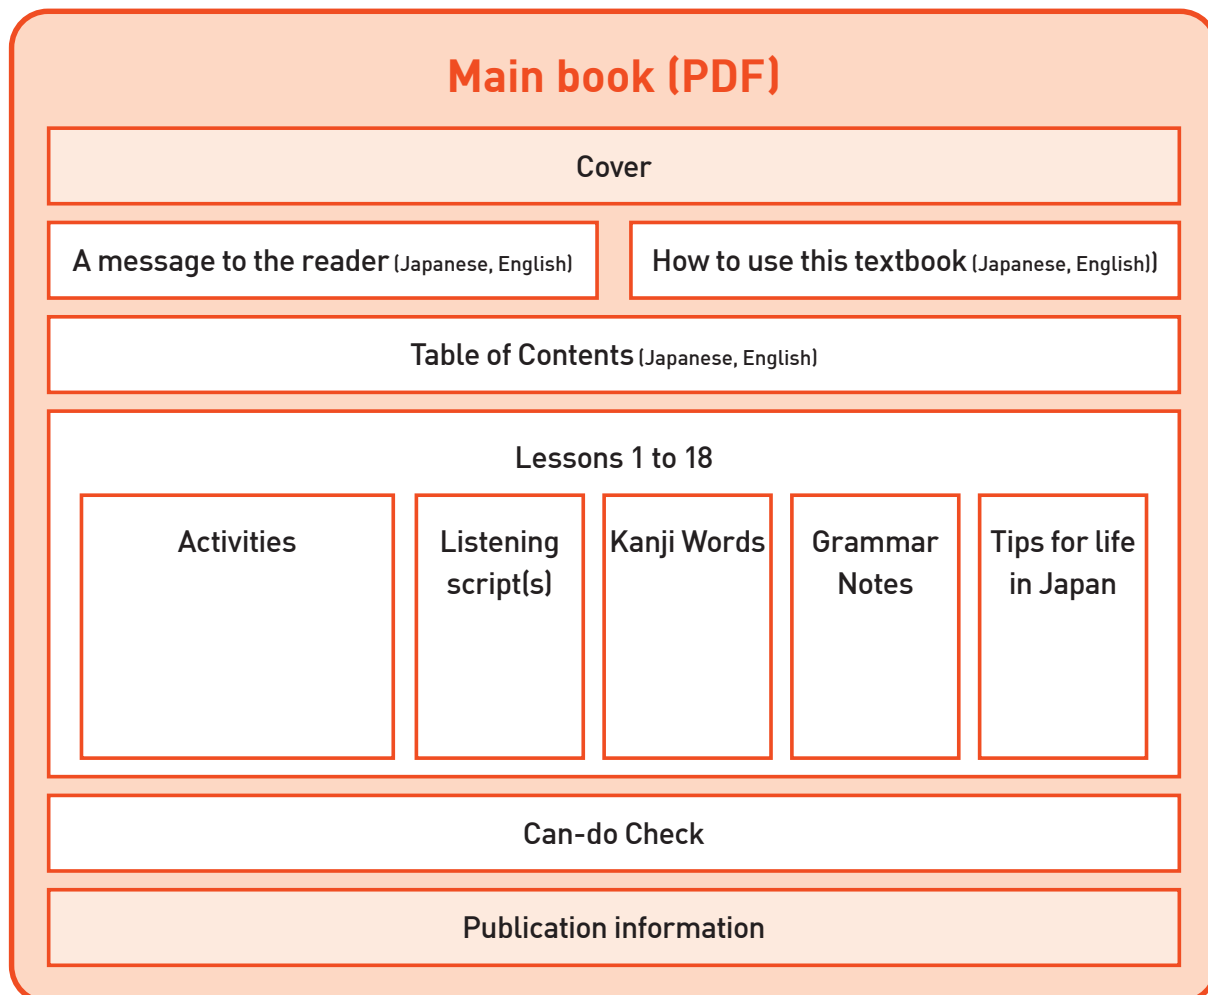 Main book (PDF)
Cover
A message to the reader (Japanese, English)
How to use this textbook (Japanese, English))
Table of Contents (Japanese, English)
Lessons 1 to 18
Activities
Listening
script(s)
Kanji Words
Grammar
Notes
Tips for life
in Japan
Can-do Check
Publication information